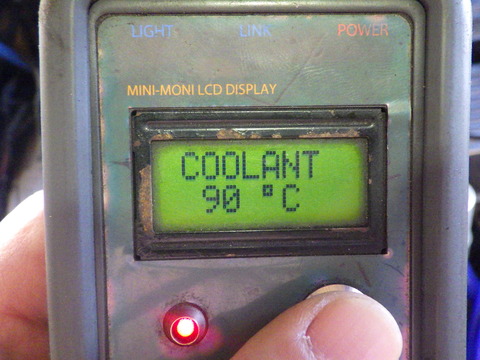 LIGHT LINK POWER
MINI-MONI LCD DISPLAY
COOLANT
90 °C